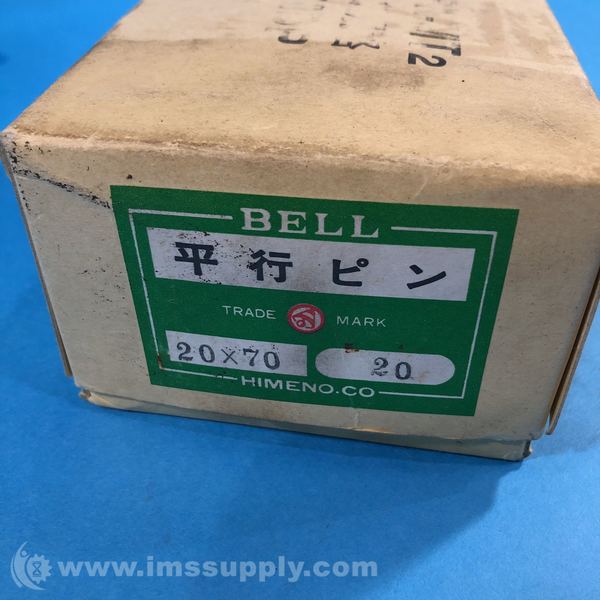 BELL
平行ピン
TRADE MARK
20×70 20
HIMENO.CO
www.imssupply.com